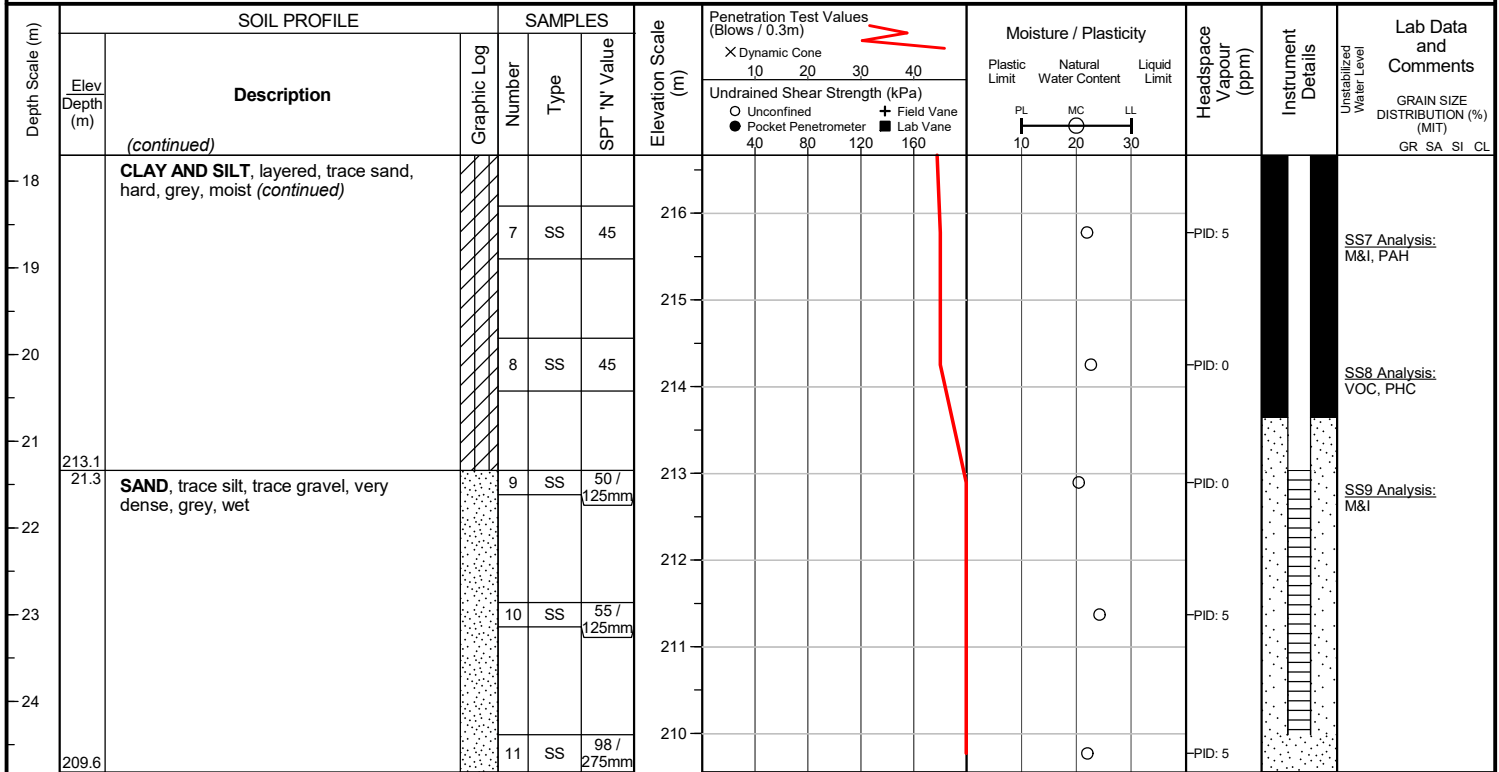 Depth Scale (m)
SOIL PROFILE
Elev
Depth
(m)
Description
(continued)
Graphic Log
SAMPLES
Number
Type
SPT 'N' Value
Elevation Scale
(m)
Penetration Test Values
(Blows / 0.3m)
✕ Dynamic Cone
10 20 30 40
Undrained Shear Strength (kPa)
○ Unconfined + Field Vane
● Pocket Penetrometer ■ Lab Vane
40 80 120 160
Moisture / Plasticity
Plastic Natural Liquid
Limit Water Content Limit
PL MC LL
10 20 30
Headspace
Vapour
(ppm)
Instrument
Details
Unstabilized
Water Level
Lab Data
and
Comments
GRAIN SIZE
DISTRIBUTION (%)
(MIT)
GR SA SI CL
CLAY AND SILT, layered, trace sand,
hard, grey, moist (continued)
18
216
7 SS 45
PID: 5
SS7 Analysis:
M&I, PAH
19
215
20
8 SS 45
PID: 0
214
SS8 Analysis:
VOC, PHC
21
213.1
21.3
213
SAND, trace silt, trace gravel, very
dense, grey, wet
9 SS 50 /
125mm
PID: 0
SS9 Analysis:
M&I
22
212
23
10 SS 55 /
125mm
PID: 5
211
24
210
11 SS 98 /
275mm
PID: 5
209.6